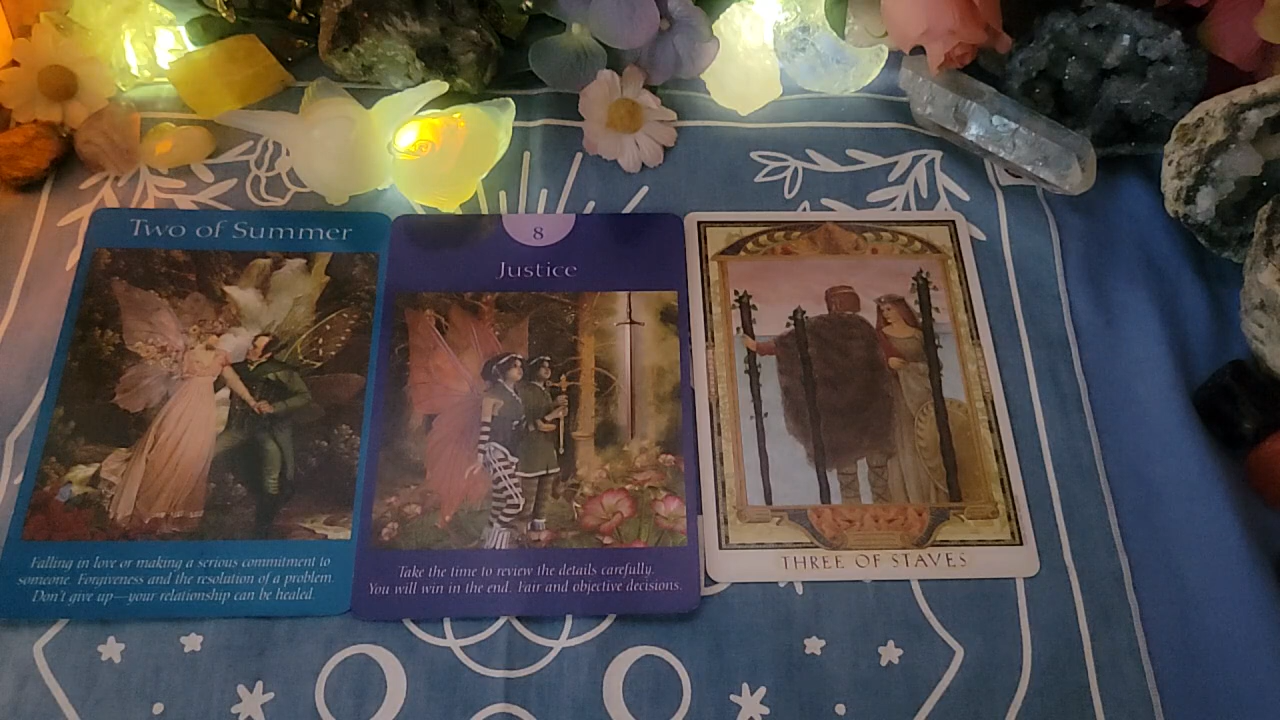 Two of Summer
Falling in love or making a serious commitment to
someone. Forgiveness and the resolution of a problem.
Don't give up—your relationship can be healed.
8
Justice
Take the time to review the details carefully.
You will win in the end. Fair and objective decisions.
THREE OF STAVES